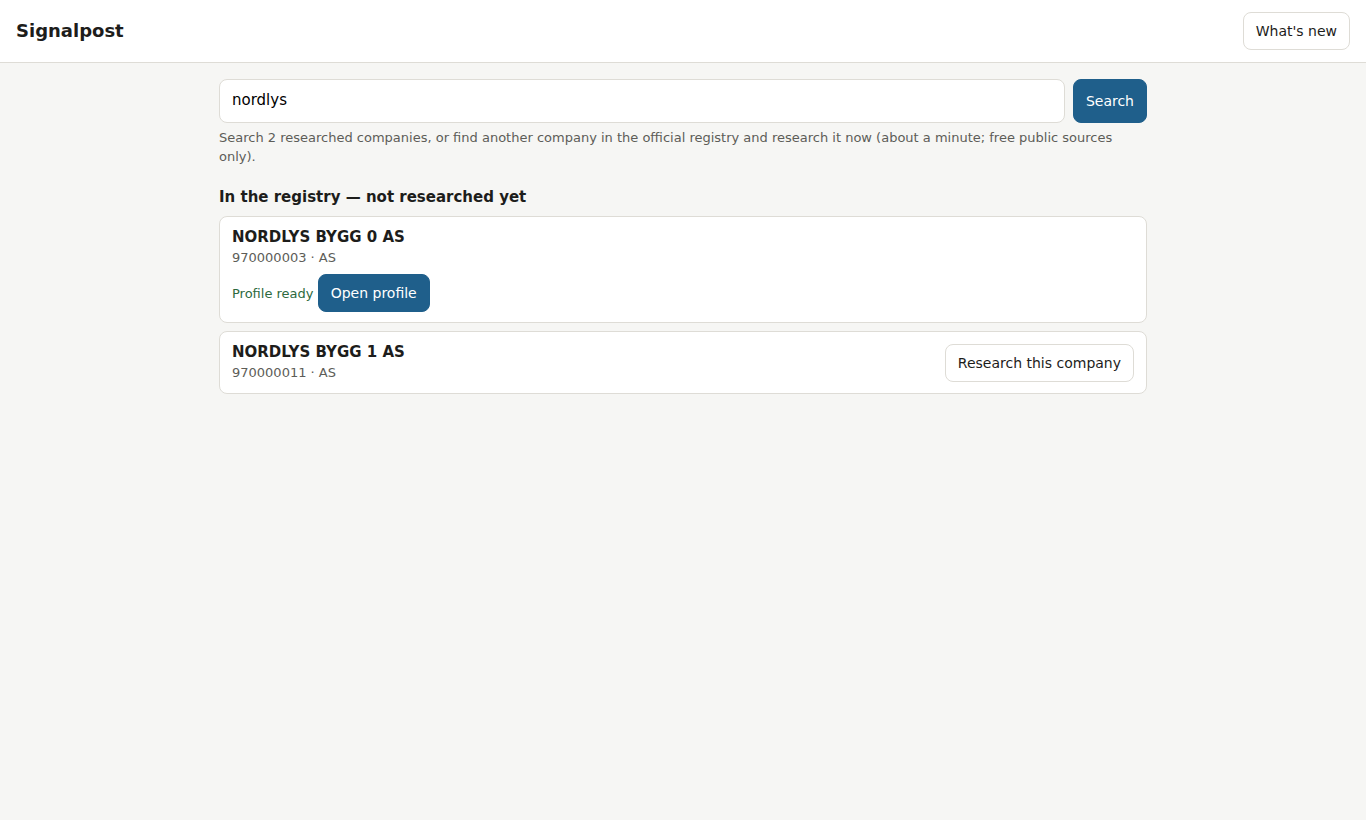 Signalpost
What's new
nordlys
Search
Search 2 researched companies, or find another company in the official registry and research it now (about a minute; free public sources
only).
In the registry — not researched yet
NORDLYS BYGG 0 AS
970000003 · AS
Profile ready
Open profile
NORDLYS BYGG 1 AS
970000011 · AS
Research this company